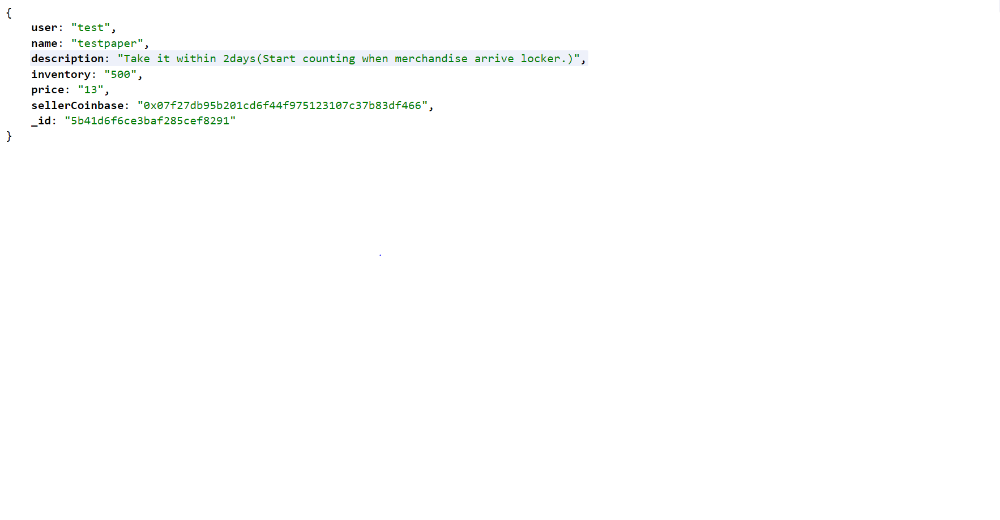 {
user: "test",
name: "testpaper",
description: "Take it within 2days(Start counting when merchandise arrive locker.)",
inventory: "500",
price: "13",
sellerCoinbase: "0x07f27db95b201cd6f44f975123107c37b83df466",
_id: "5b41d6f6ce3baf285cef8291"
}